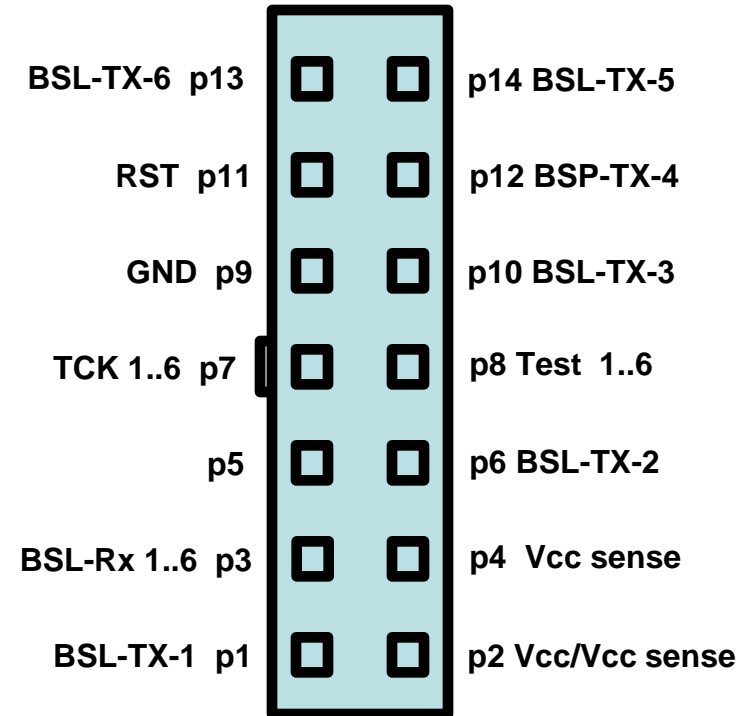 BSL-TX-6 p13
p14 BSL-TX-5
RST p11
p12 BSP-TX-4
GND p9
p10 BSL-TX-3
TCK 1..6 p7
p8 Test 1..6
p5
p6 BSL-TX-2
BSL-Rx 1..6 p3
p4 Vcc sense
BSL-TX-1 p1
p2 Vcc/Vcc sense